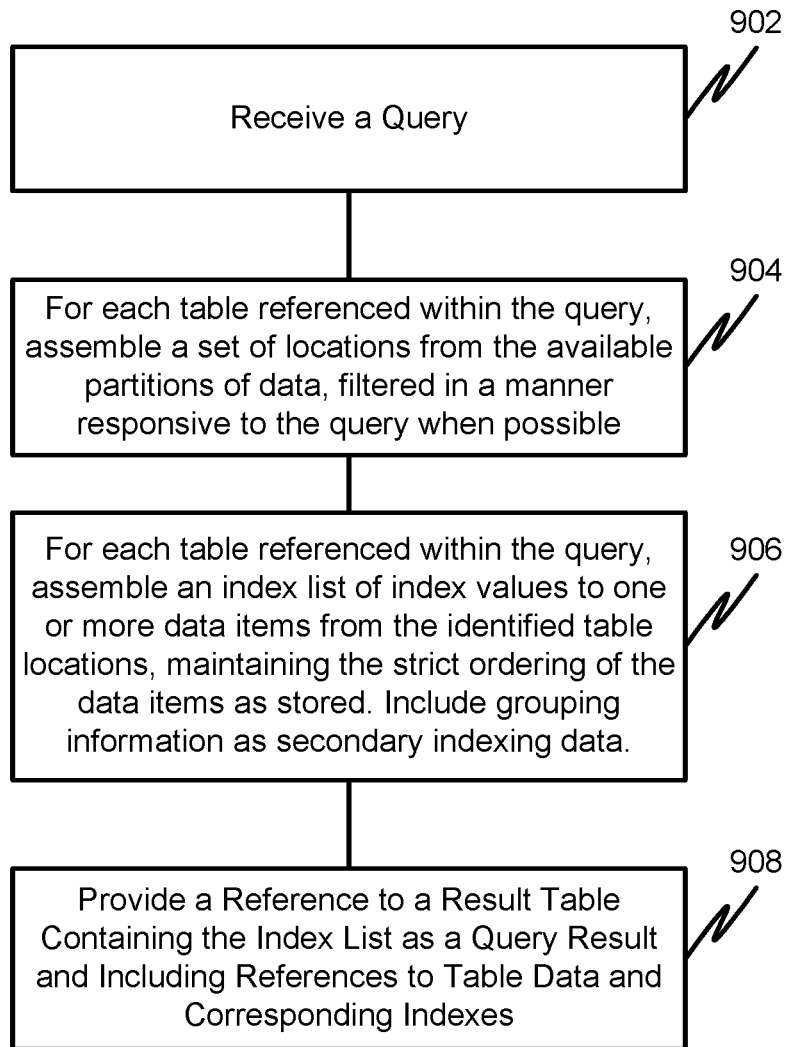 902
Receive a Query
904
For each table referenced within the query,
assemble a set of locations from the available
partitions of data, filtered in a manner
responsive to the query when possible
906
For each table referenced within the query,
assemble an index list of index values to one
or more data items from the identified table
locations, maintaining the strict ordering of the
data items as stored. Include grouping
information as secondary indexing data.
908
Provide a Reference to a Result Table
Containing the Index List as a Query Result
and Including References to Table Data and
Corresponding Indexes